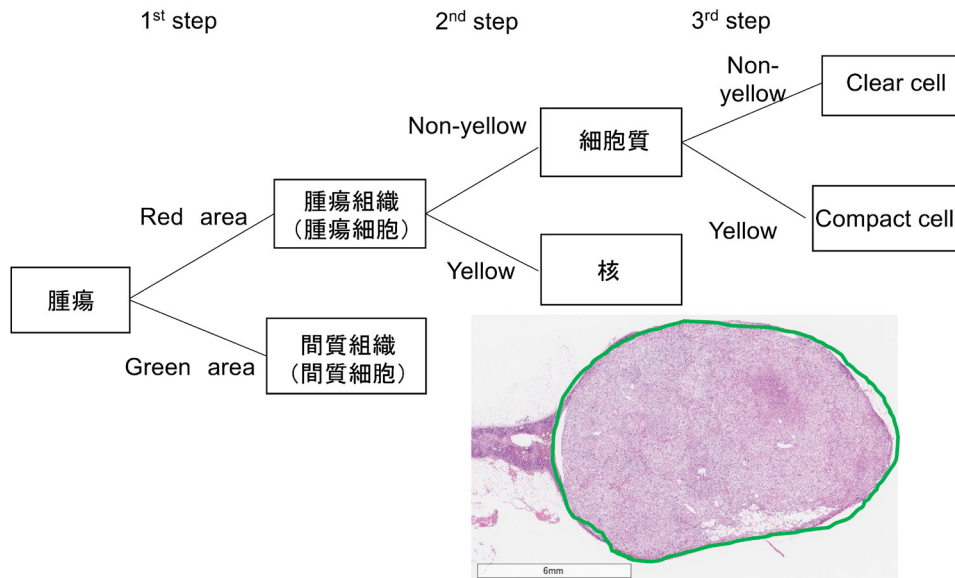 1st step
2nd step
3rd step
Non-
yellow
Clear cell
Non-yellow
細胞質
腫瘍組織
（腫瘍細胞）
Red area
Yellow
Compact cell
Yellow
核
腫瘍
間質組織
（間質細胞）
Green area
6mm